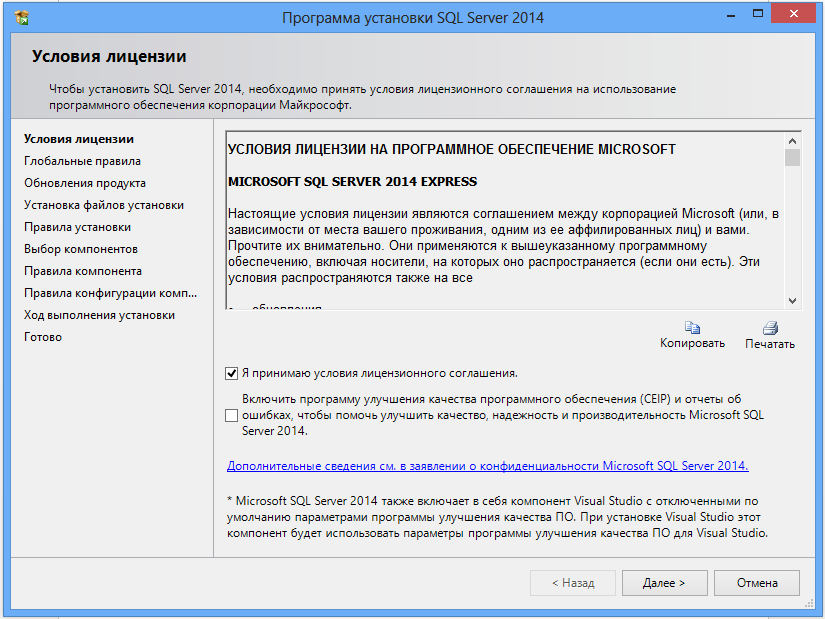 Программа установки SQL Server 2014
Условия лицензии
Чтобы установить SQL Server 2014, необходимо принять условия лицензионного соглашения на использование
программного обеспечения корпорации Майкрософт.
Условия лицензии
Глобальные правила
Обновления продукта
Установка файлов установки
Правила установки
Выбор компонентов
Правила компонента
Правила конфигурации комп...
Ход выполнения установки
Готово
УСЛОВИЯ ЛИЦЕНЗИИ НА ПРОГРАММНОЕ ОБЕСПЕЧЕНИЕ MICROSOFT
MICROSOFT SQL SERVER 2014 EXPRESS
Настоящие условия лицензии являются соглашением между корпорацией Microsoft (или, в
зависимости от места вашего проживания, одним из ее аффилированных лиц) и вами.
Прочтите их внимательно. Они применяются к вышеуказанному программному
обеспечению, включая носители, на которых оно распространяется (если они есть). Эти
условия распространяются также на все
• обновления
Копировать
Печатать
Я принимаю условия лицензионного соглашения.
Включить программу улучшения качества программного обеспечения (CEIP) и отчеты об
ошибках, чтобы помочь улучшить качество, надежность и производительность Microsoft SQL
Server 2014.
Дополнительные сведения см. в заявлении о конфиденциальности Microsoft SQL Server 2014.
* Microsoft SQL Server 2014 также включает в себя компонент Visual Studio с отключенными по
умолчанию параметрами программы улучшения качества ПО. При установке Visual Studio этот
компонент будет использовать параметры программы улучшения качества ПО для Visual Studio.
< Назад
Далее >
Отмена